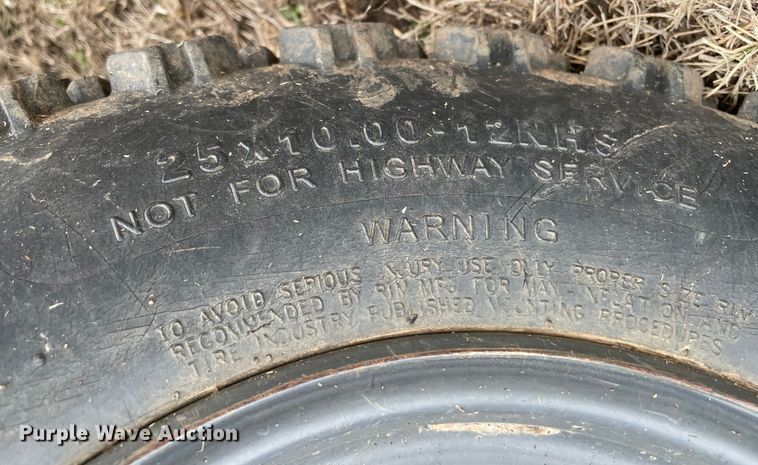 25x10.00-12NHS
NOT FOR HIGHWAY SERVICE
WARNING
TO AVOID SERIOUS INJURY USE ONLY PROPER SIZE RIM
RECOMMENDED BY RIM MFG FOR MAX INFLATION AND
TIRE INDUSTRY PUBLISHED MOUNTING PROCEDURES
Purple Wave Auction